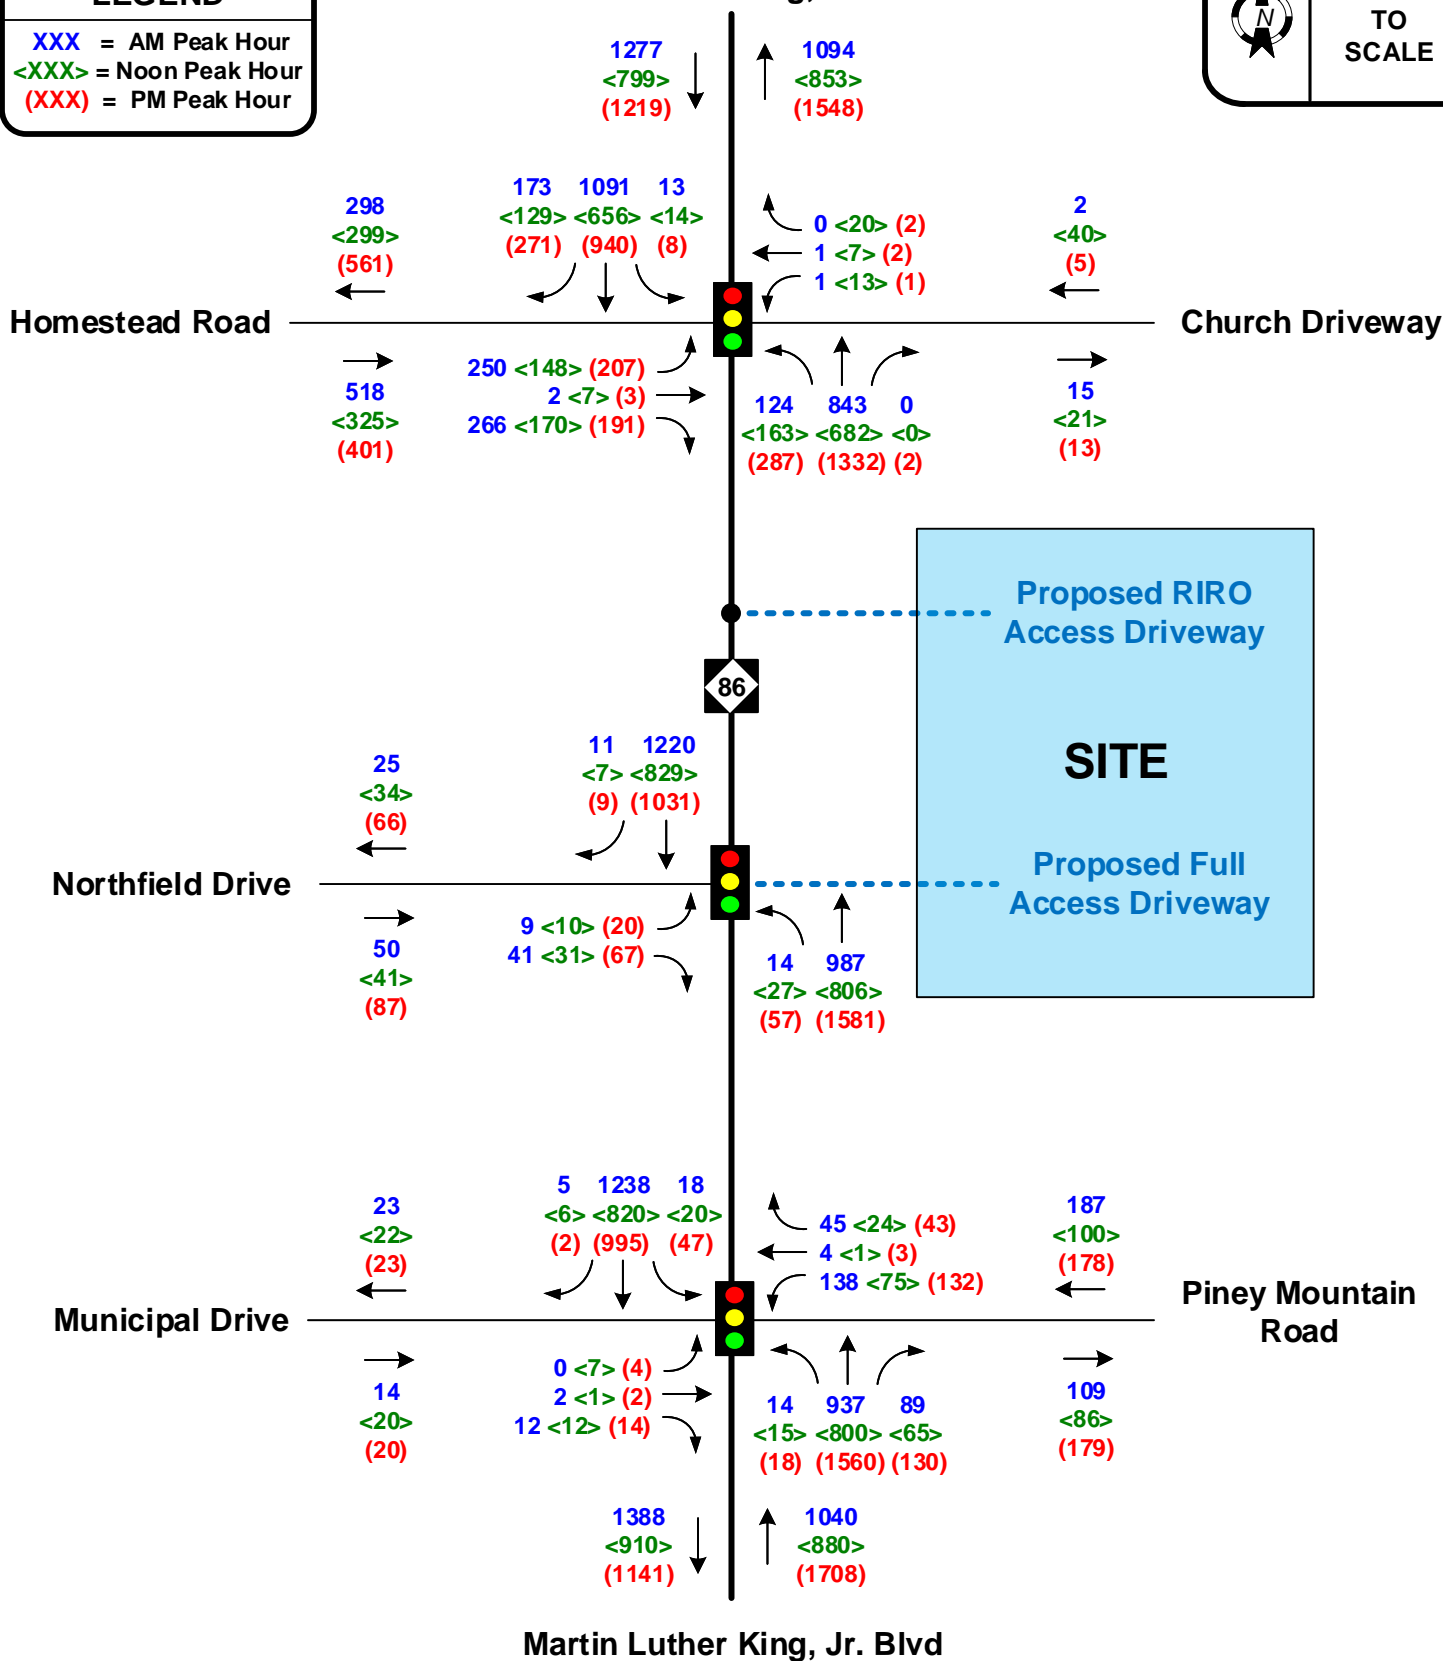 XXX = AM Peak Hour
<XXX> = Noon Peak Hour
(XXX) = PM Peak Hour
N
TO
SCALE
1277
<799>
(1219)
1094
<853>
(1548)
298
<299>
(561)
173 1091 13
<129> <656> <14>
(271) (940) (8)
0 <20> (2)
1 <7> (2)
1 <13> (1)
2
<40>
(5)
Homestead Road
Church Driveway
518
<325>
(401)
250 <148> (207)
2 <7> (3)
266 <170> (191)
124 843 0
<163> <682> <0>
(287) (1332) (2)
15
<21>
(13)
Proposed RIRO
Access Driveway
86
SITE
25
<34>
(66)
11 1220
<7> <829>
(9) (1031)
Northfield Drive
Proposed Full
Access Driveway
50
<41>
(87)
9 <10> (20)
41 <31> (67)
14 987
<27> <806>
(57) (1581)
23
<22>
(23)
5 1238 18
<6> <820> <20>
(2) (995) (47)
45 <24> (43)
4 <1> (3)
138 <75> (132)
187
<100>
(178)
Municipal Drive
Piney Mountain
Road
14
<20>
(20)
0 <7> (4)
2 <1> (2)
12 <12> (14)
14 937 89
<15> <800> <65>
(18) (1560) (130)
109
<86>
(179)
1388
<910>
(1141)
1040
<880>
(1708)
Martin Luther King, Jr. Blvd